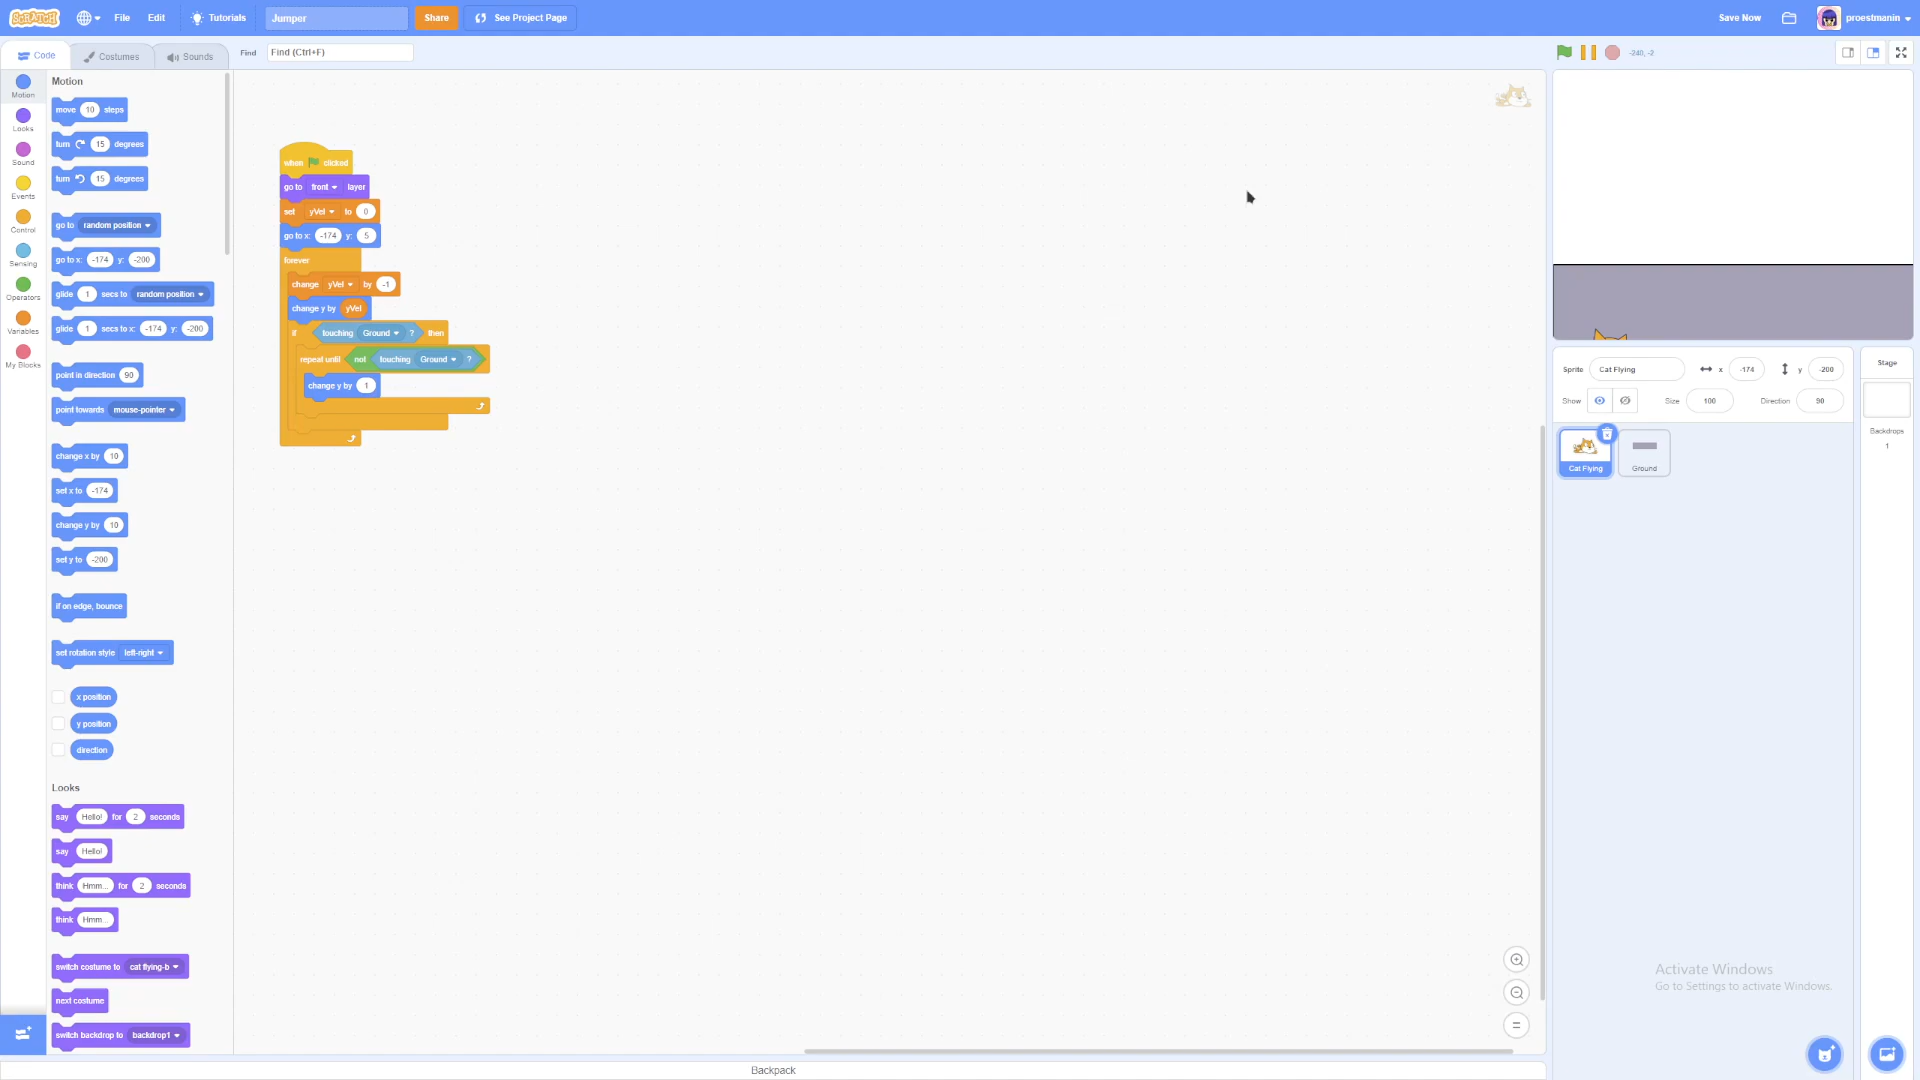 SCRATCH File Edit Tutorials Jumper Share See Project Page Save Now proestmanin
Code Costumes Sounds Find Find (Ctrl+F) -240, -2
Motion
Looks
Sound
Events
Control
Sensing
Operators
Variables
My Blocks
Motion
move 10 steps
turn 15 degrees
turn 15 degrees
go to random position
go to x: -174 y: -200
glide 1 secs to random position
glide 1 secs to x: -174 y: -200
point in direction 90
point towards mouse-pointer
change x by 10
set x to -174
change y by 10
set y to -200
if on edge, bounce
set rotation style left-right
x position
y position
direction
Looks
say Hello! for 2 seconds
say Hello!
think Hmm... for 2 seconds
think Hmm...
switch costume to cat flying-b
next costume
switch backdrop to backdrop1
when clicked
go to front layer
set yVel to 0
go to x: -174 y: 5
forever
change yVel by -1
change y by yVel
if touching Ground ? then
repeat until not touching Ground ?
change y by 1
Sprite Cat Flying x -174 y -200
Show Size 100 Direction 90
Cat Flying
Ground
Stage
Backdrops
1
Activate Windows
Go to Settings to activate Windows.
Backpack